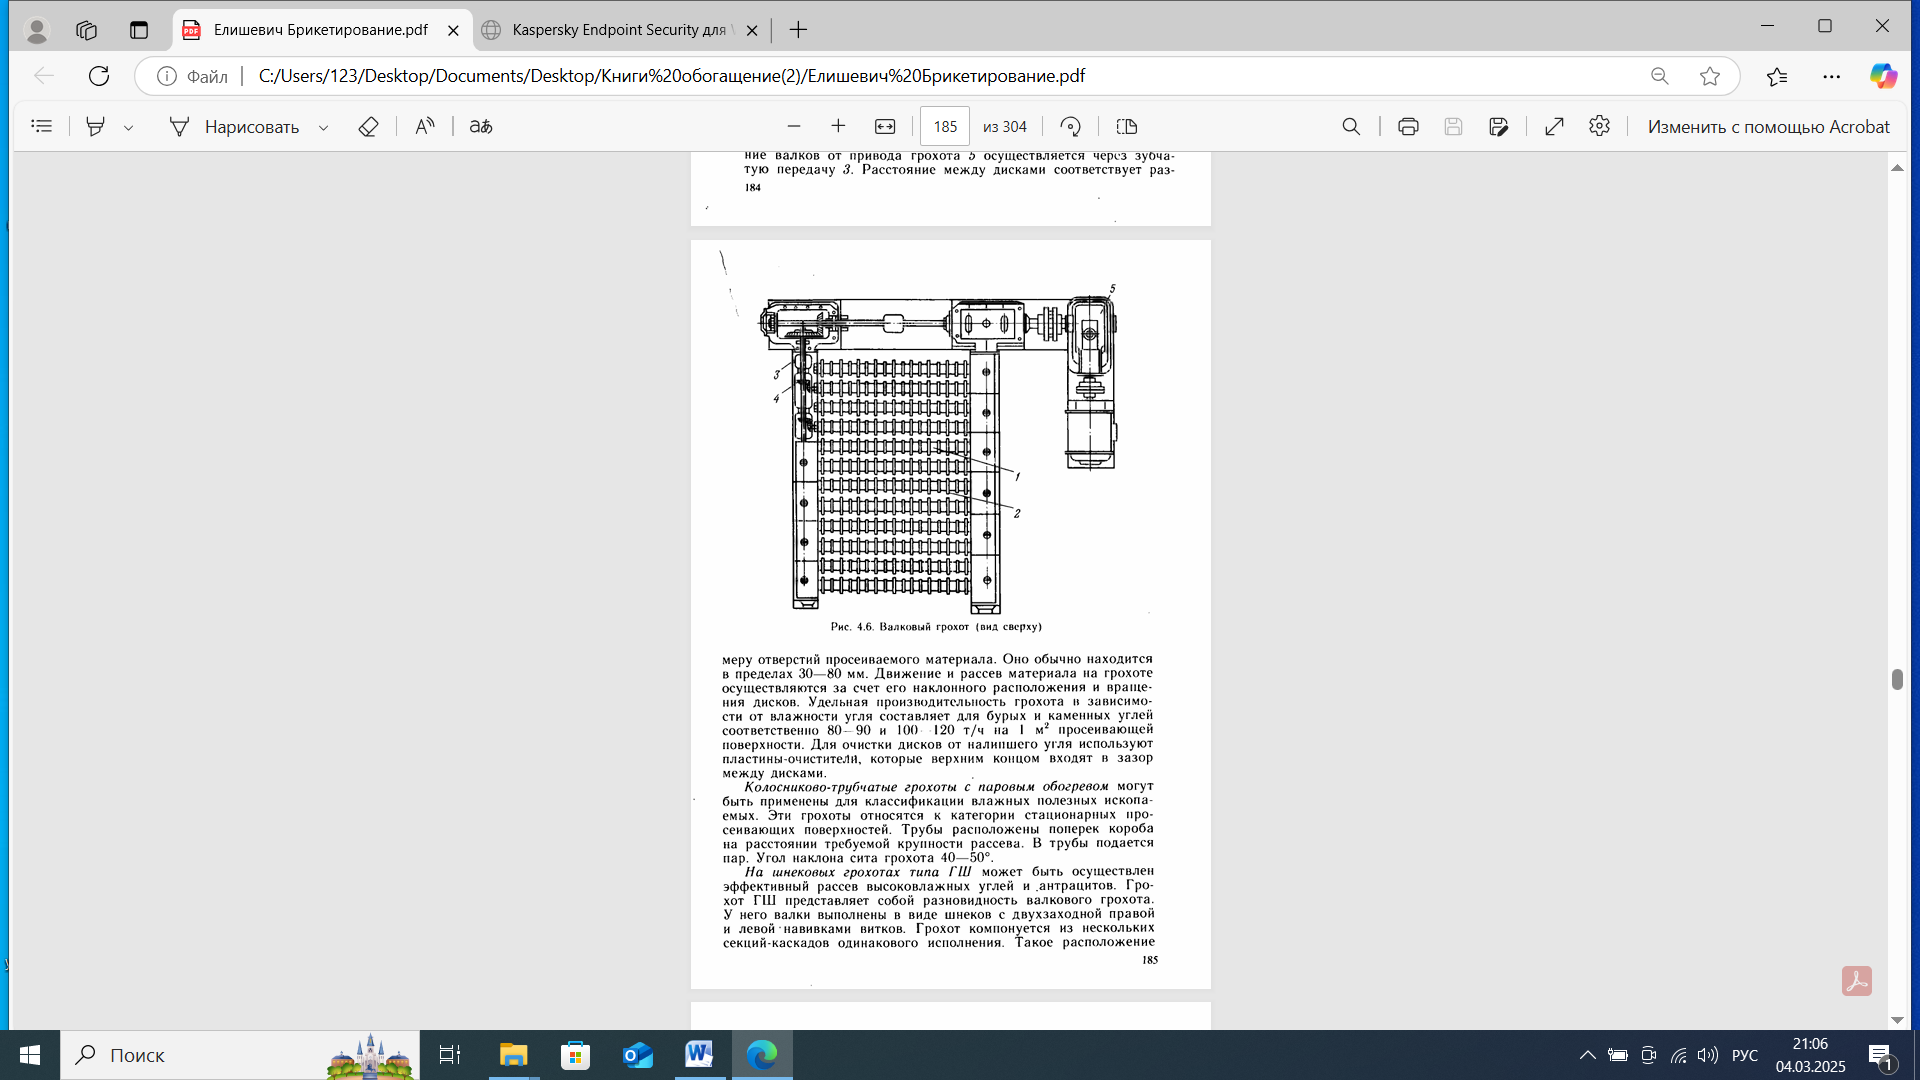 Елишевич Брикетирование.pdf
Kaspersky Endpoint Security для
Файл
C:/Users/123/Desktop/Documents/Desktop/Книги%20обогащение(2)/Елишевич%20Брикетирование.pdf
Нарисовать
185
из 304
Изменить с помощью Acrobat
ние валков от привода грохота 5 осуществляется через зубча-
тую передачу 3. Расстояние между дисками соответствует раз-
184
5
3
4
1
2
Рис. 4.6. Валковый грохот (вид сверху)
меру отверстий просеиваемого материала. Оно обычно находится
в пределах 30—80 мм. Движение и рассев материала на грохоте
осуществляются за счет его наклонного расположения и враще-
ния дисков. Удельная производительность грохота в зависимо-
сти от влажности угля составляет для бурых и каменных углей
соответственно 80—90 и 100—120 т/ч на 1 м² просеивающей
поверхности. Для очистки дисков от налипшего угля используют
пластины-очистители, которые верхним концом входят в зазор
между дисками.
Колосниково-трубчатые грохоты с паровым обогревом могут
быть применены для классификации влажных полезных ископа-
емых. Эти грохоты относятся к категории стационарных про-
сеивающих поверхностей. Трубы расположены поперек короба
на расстоянии требуемой крупности рассева. В трубы подается
пар. Угол наклона сита грохота 40—50°.
На шнековых грохотах типа ГШ может быть осуществлен
эффективный рассев высоковлажных углей и антрацитов. Гро-
хот ГШ представляет собой разновидность валкового грохота.
У него валки выполнены в виде шнеков с двухзаходной правой
и левой навивками витков. Грохот компонуется из нескольких
секций-каскадов одинакового исполнения. Такое расположение
185
Поиск
РУС
21:06
04.03.2025
1